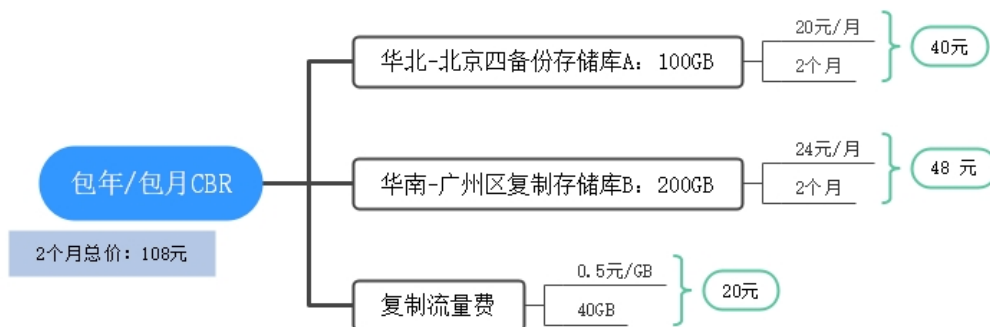 包年/包月CBR
2个月总价: 108元
华北-北京四备份存储库A: 100GB
20元/月
2个月
40元
华南-广州区复制存储库B: 200GB
24元/月
2个月
48 元
复制流量费
0.5元/GB
40GB
20元